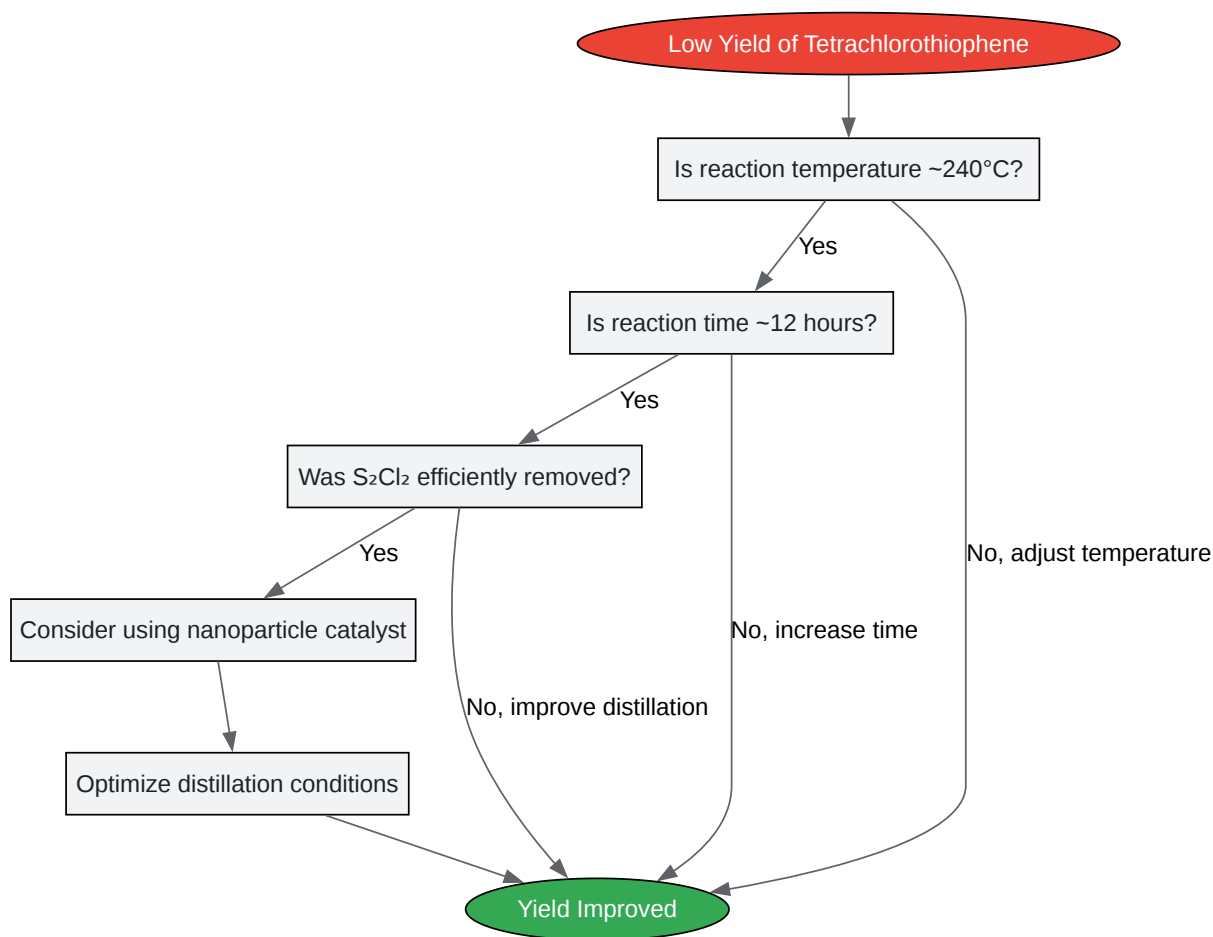 Low Yield of Tetrachlorothiophene
Is reaction temperature ~240°C?
Yes
Is reaction time ~12 hours?
Yes
Was S₂Cl₂ efficiently removed?
Yes
No, adjust temperature
Consider using nanoparticle catalyst
No, increase time
No, improve distillation
Optimize distillation conditions
Yield Improved